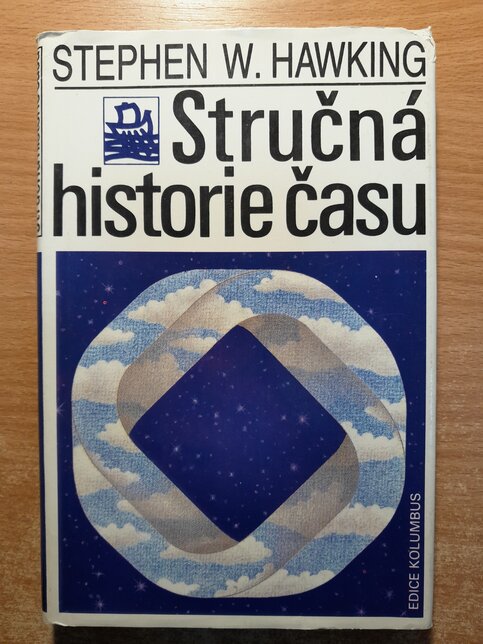 STEPHEN W. HAWKING
Stručná
historie času
EDICE KOLUMBUS